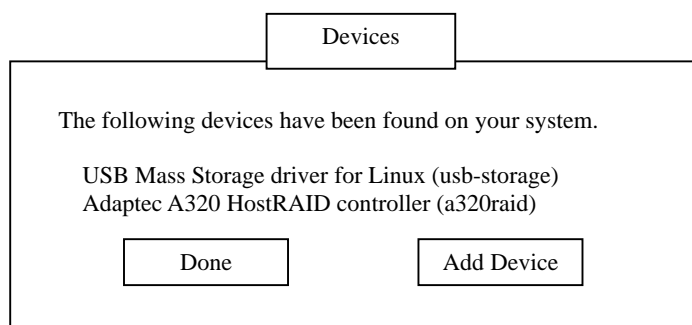 Devices
The following devices have been found on your system.
USB Mass Storage driver for Linux (usb-storage)
Adaptec A320 HostRAID controller (a320raid)
Done
Add Device